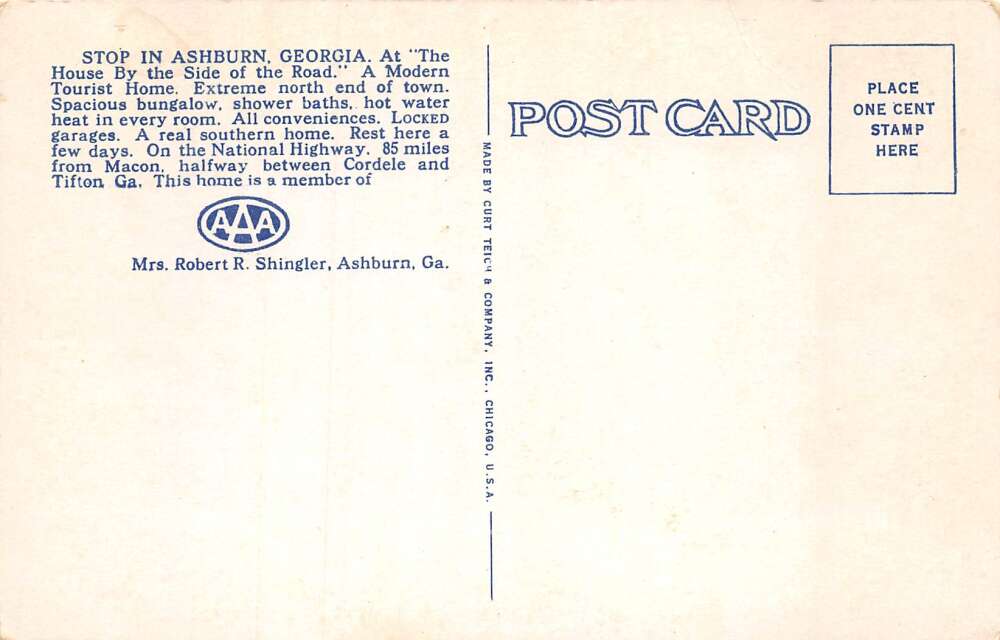 STOP IN ASHBURN, GEORGIA. At "The
House By the Side of the Road." A Modern
Tourist Home. Extreme north end of town.
Spacious bungalow, shower baths, hot water
heat in every room. All conveniences. LOCKED
garages. A real southern home. Rest here a
few days. On the National Highway. 85 miles
from Macon, halfway between Cordele and
Tifton, Ga. This home is a member of
AAA
Mrs. Robert R. Shingler, Ashburn, Ga.
MADE BY CURT TEICH & COMPANY, INC., CHICAGO, U.S.A.
POST CARD
PLACE
ONE CENT
STAMP
HERE